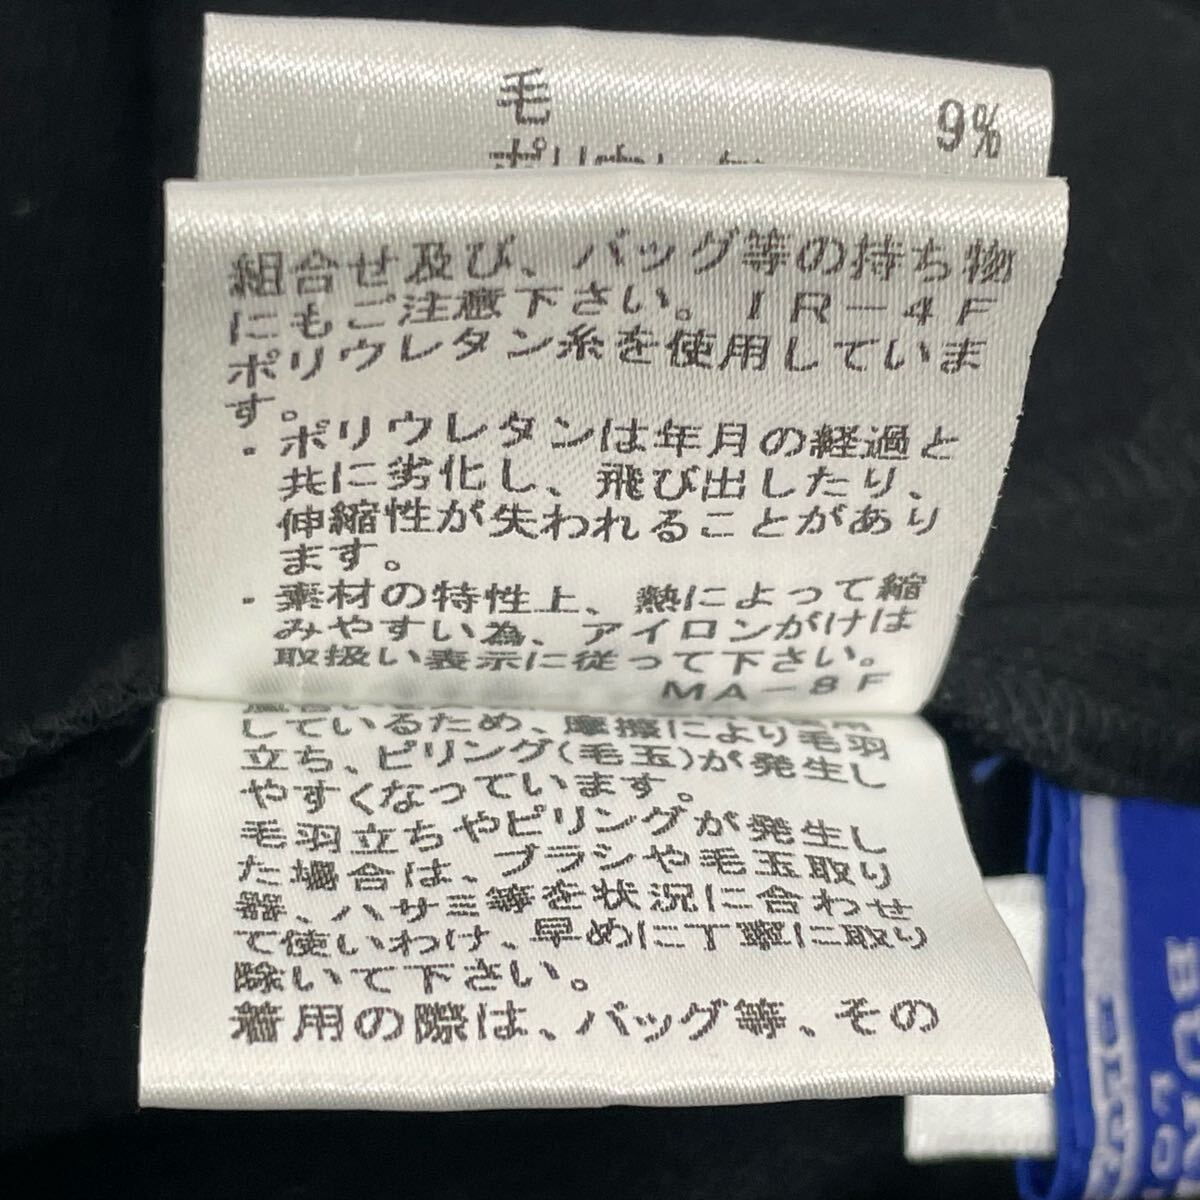 毛 9%
組合せ及び、バッグ等の持ち物
にもご注意下さい。IR-4F
ポリウレタン糸を使用していま
す。
・ポリウレタンは年月の経過と
共に劣化し、飛び出したり、
伸縮性が失われることがあり
ます。
・素材の特性上、熱によって縮
みやすい為、アイロンがけは
取扱い表示に従って下さい。
MA-8F
しているため、摩擦により毛羽
立ち、ピリング(毛玉)が発生し
やすくなっています。
毛羽立ちやピリングが発生し
た場合は、ブラシや毛玉取り
器、ハサミ等を状況に合わせ
て使いわけ、早めに丁寧に取り
除いて下さい。
着用の際は、バッグ等、その